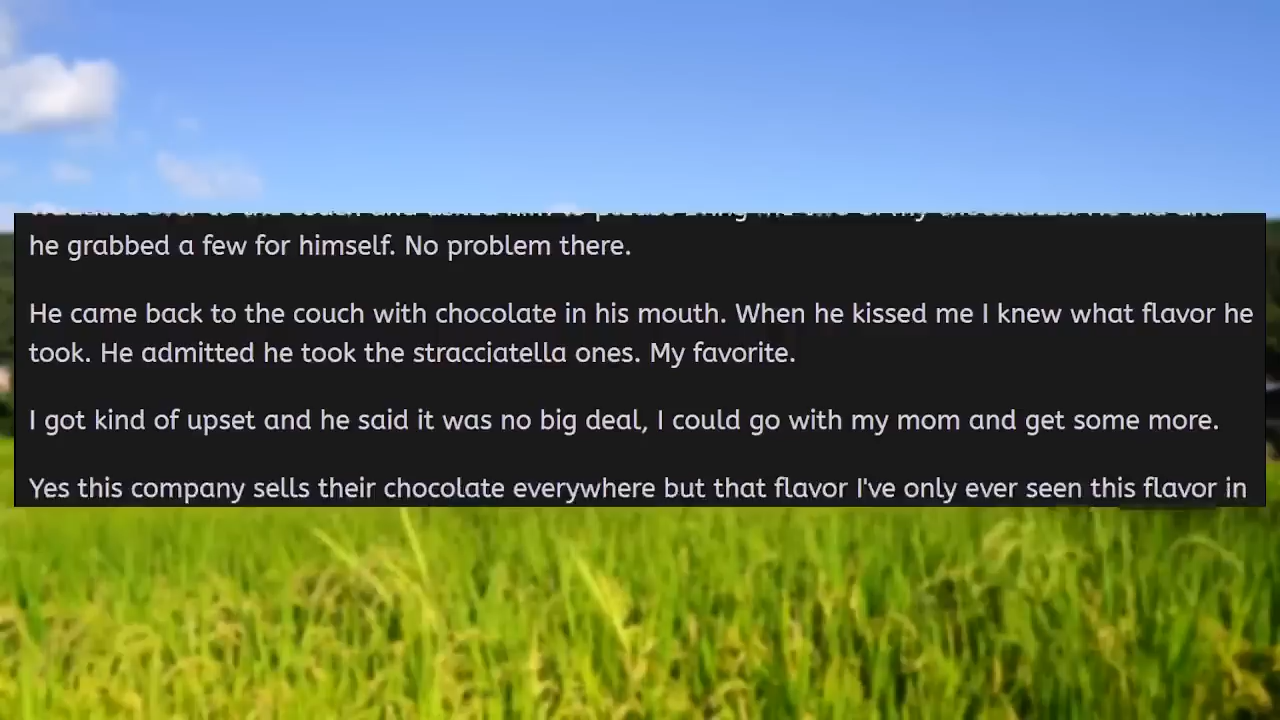 he grabbed a few for himself. No problem there.
He came back to the couch with chocolate in his mouth. When he kissed me I knew what flavor he
took. He admitted he took the stracciatella ones. My favorite.
I got kind of upset and he said it was no big deal, I could go with my mom and get some more.
Yes this company sells their chocolate everywhere but that flavor I've only ever seen this flavor in